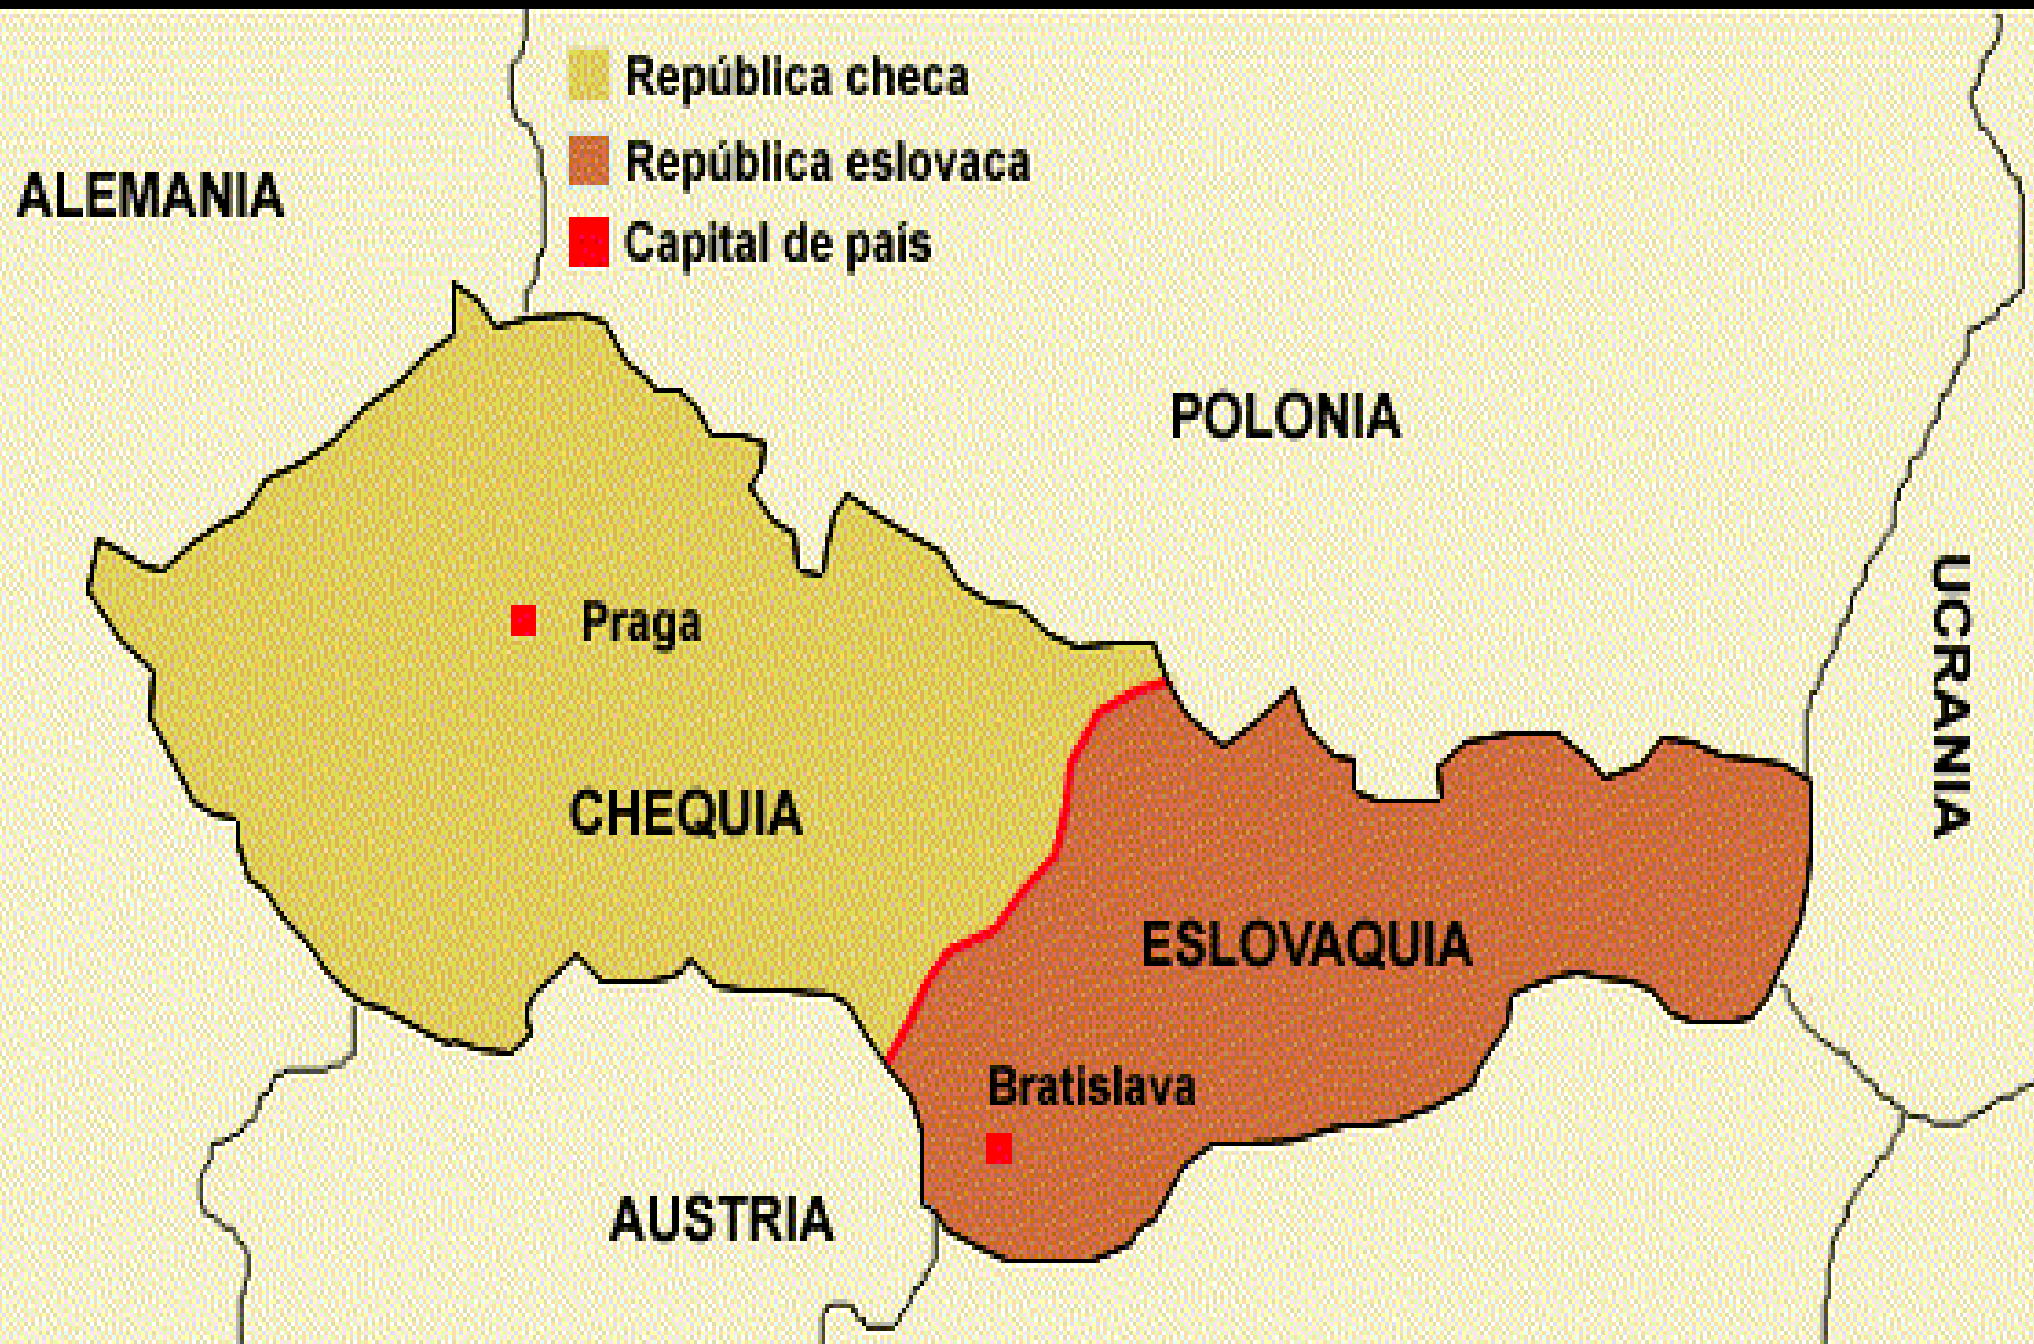 República checa
República eslovaca
Capital de país
ALEMANIA
POLONIA
UCRANIA
Praga
CHEQUIA
ESLOVAQUIA
Bratislava
AUSTRIA